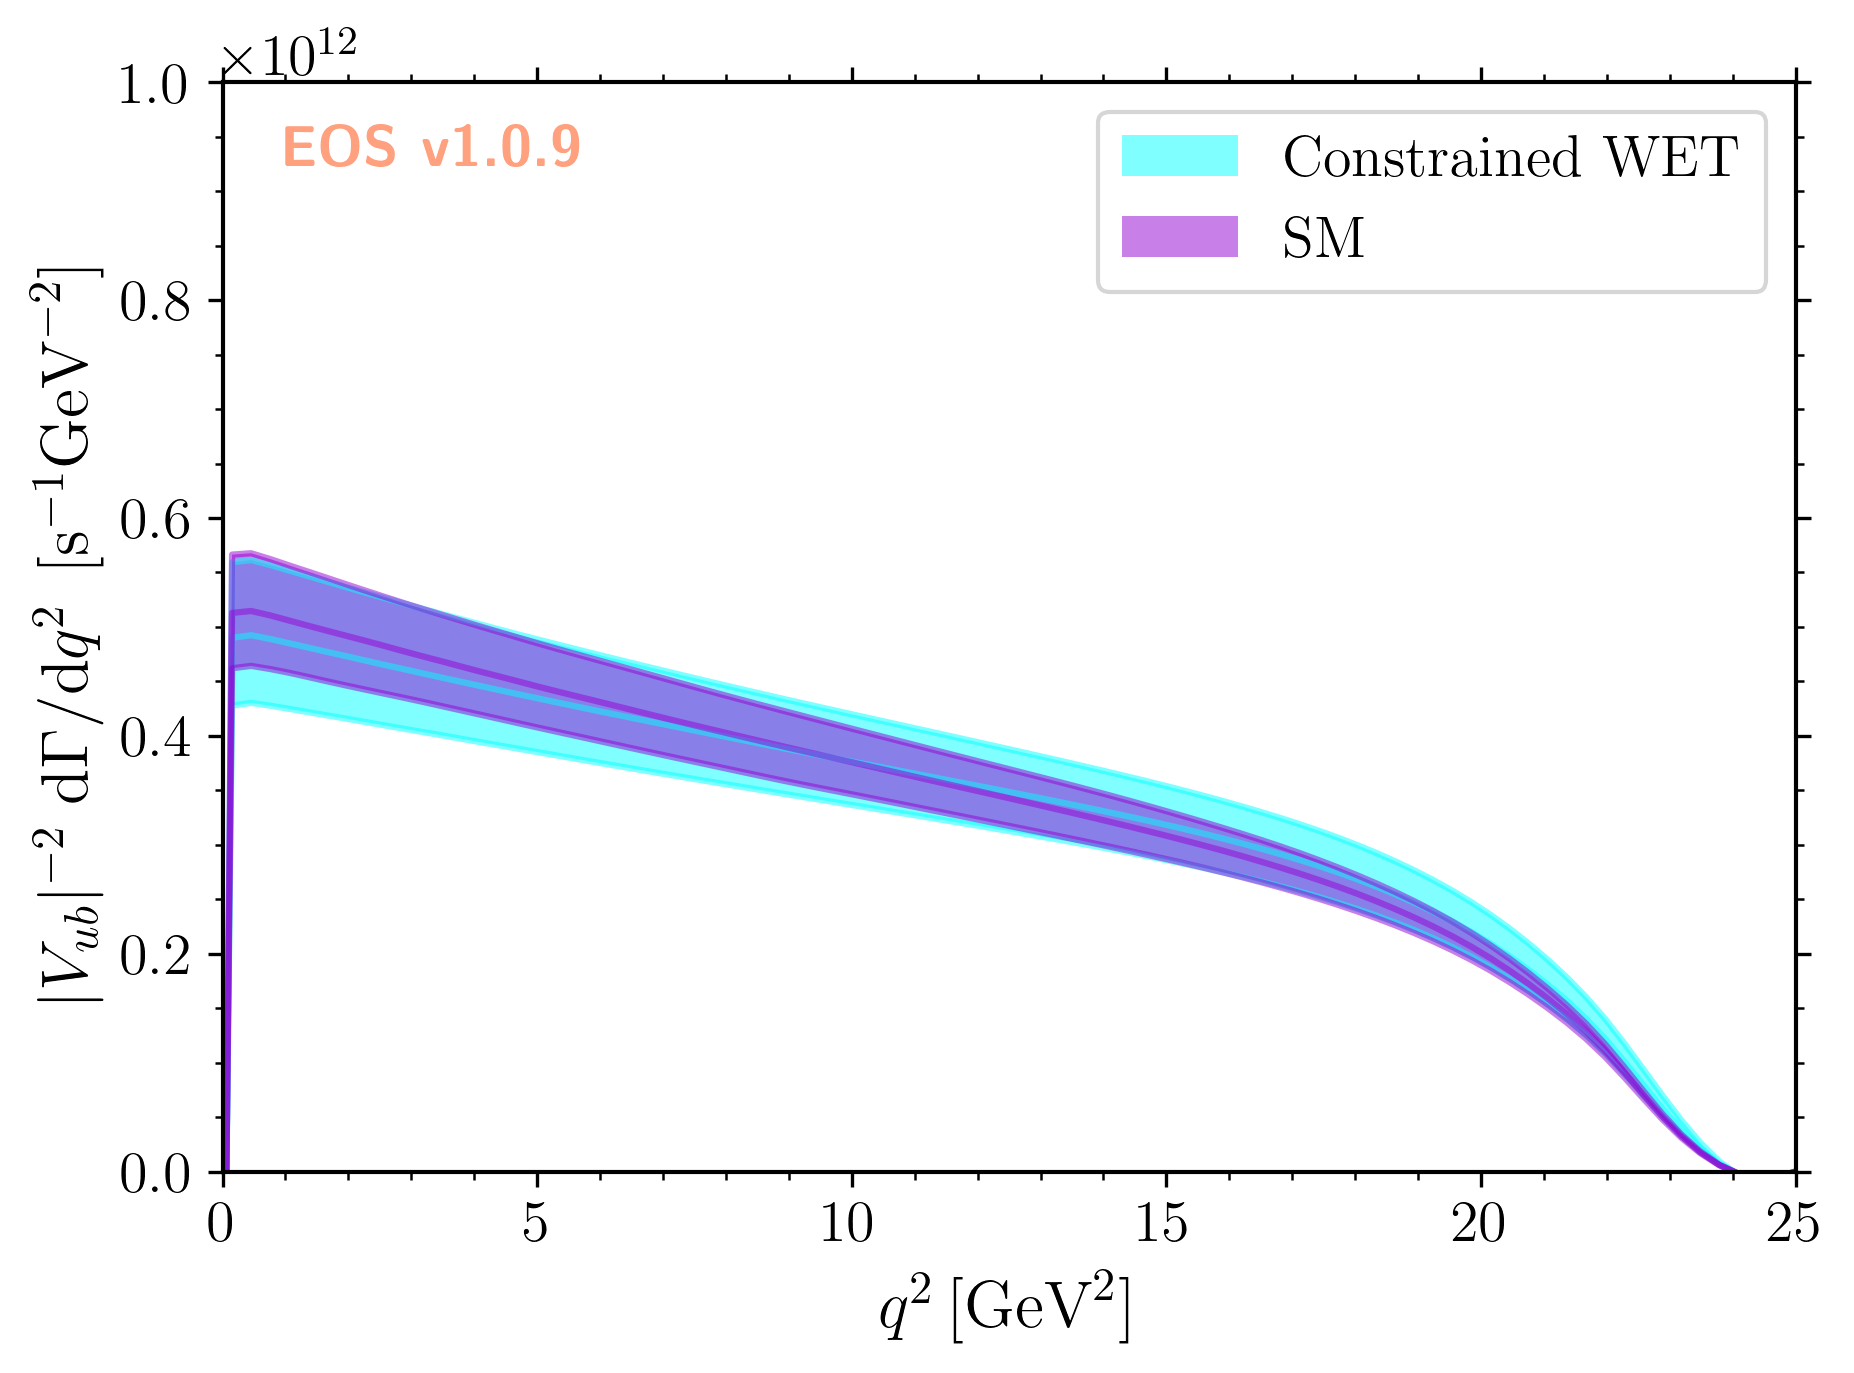 ×10^12
1.0
0.8
0.6
0.4
0.2
0.0
|V_ub|^−2 dΓ/dq^2 [s^−1GeV^−2]
EOS v1.0.9
Constrained WET
SM
0 5 10 15 20 25
q^2 [GeV^2]